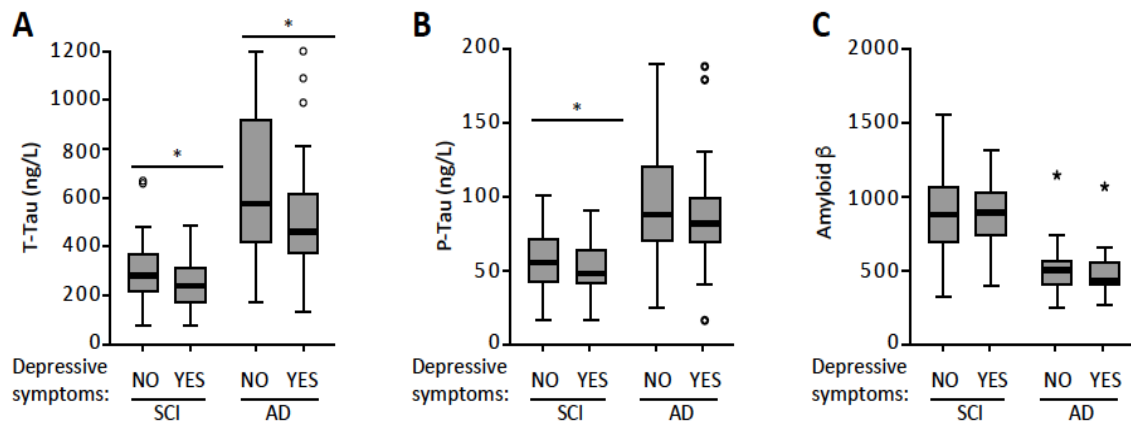 A
*
*
T-Tau (ng/L)
1200
1000
800
600
400
200
0
Depressive symptoms:
NO YES NO YES
SCI AD
B
*
P-Tau (ng/L)
200
150
100
50
0
Depressive symptoms:
NO YES NO YES
SCI AD
C
Amyloid β
2000
1500
1000
500
0
* *
Depressive symptoms:
NO YES NO YES
SCI AD